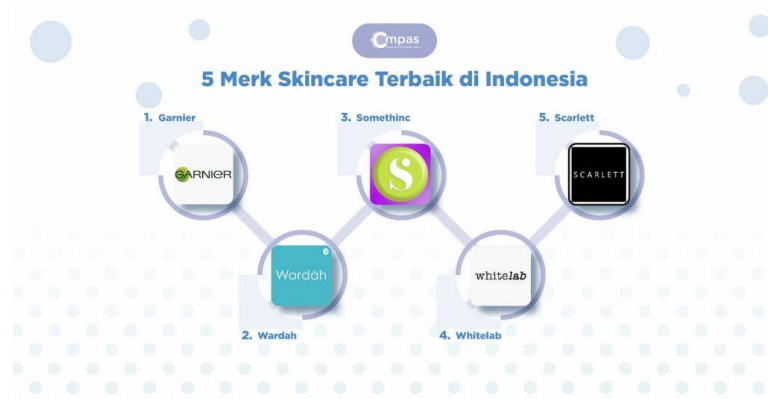 Compas
5 Merk Skincare Terbaik di Indonesia
1. Garnier
3. Somethinc
5. Scarlett
GARNIER
S
SCARLETT
Wardah
whitelab
2. Wardah
4. Whitelab